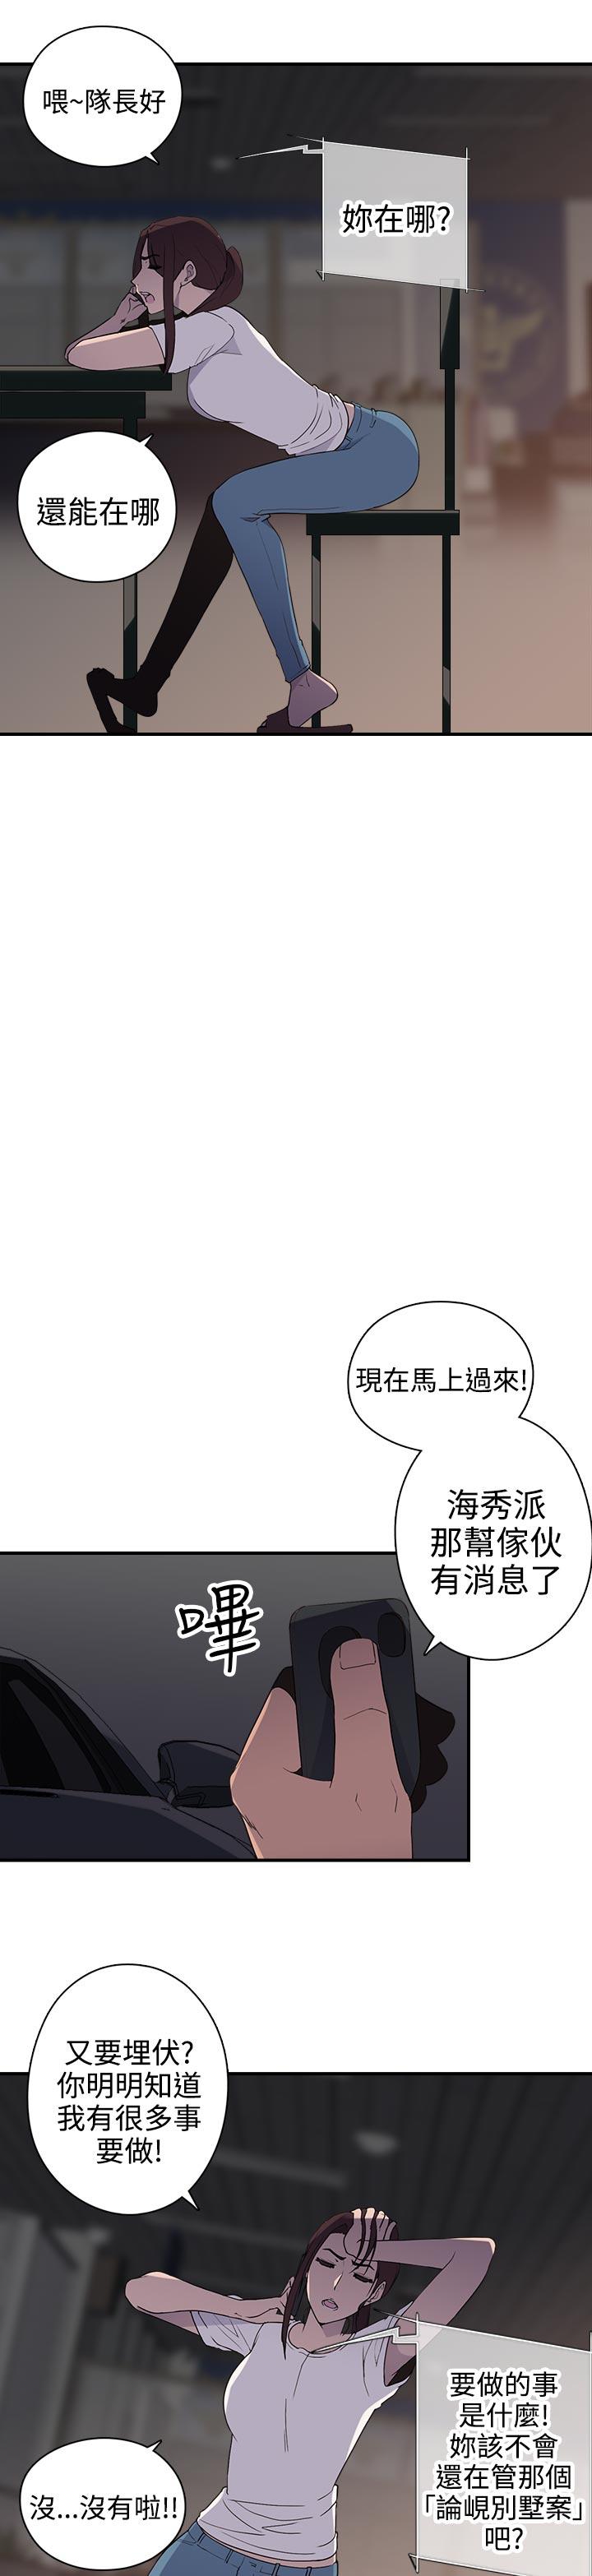 喂~隊長好
妳在哪?
還能在哪
現在馬上過來!
海秀派
那幫傢伙
有消息了
嗶
又要埋伏?
你明明知道
我有很多事
要做!
要做的事
是什麼!
妳該不會
還在管那個
「論峴別墅案」
吧?
沒...沒有啦!!